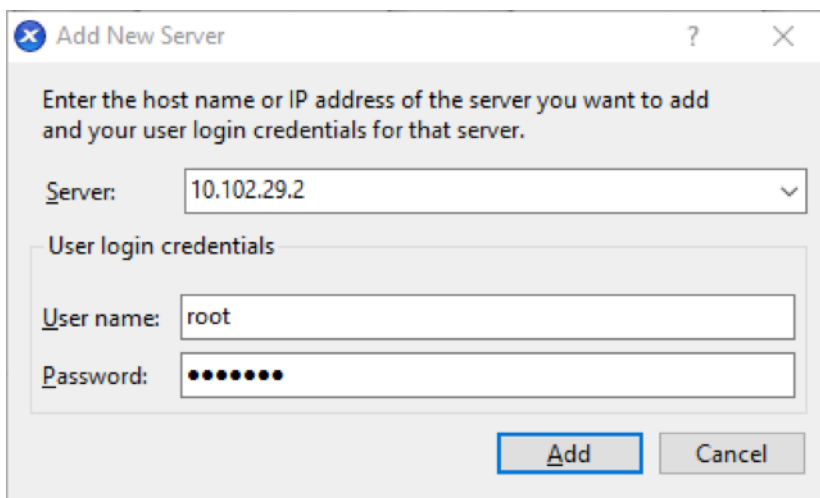 Add New Server
?
Enter the host name or IP address of the server you want to add
and your user login credentials for that server.
Server: 10.102.29.2
User login credentials
User name: root
Password: •••••••
Add Cancel